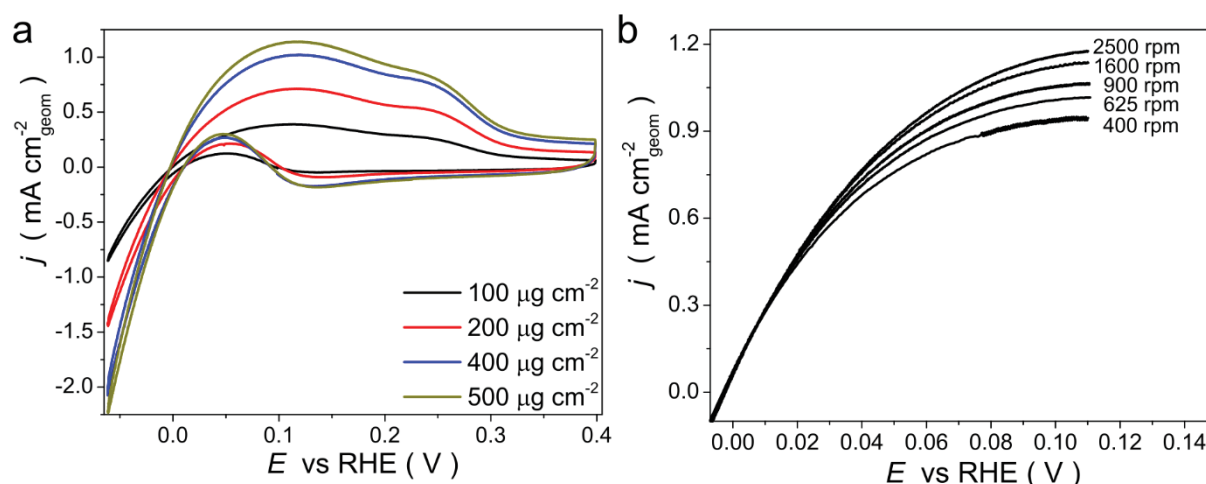 a
1.0
0.5
0.0
-0.5
-1.0
-1.5
-2.0
j ( mA cm⁻²geom )
100 μg cm⁻²
200 μg cm⁻²
400 μg cm⁻²
500 μg cm⁻²
0.0 0.1 0.2 0.3 0.4
E vs RHE ( V )
b
1.2
0.9
0.6
0.3
0.0
j ( mA cm⁻²geom )
2500 rpm
1600 rpm
900 rpm
625 rpm
400 rpm
0.00 0.02 0.04 0.06 0.08 0.10 0.12 0.14
E vs RHE ( V )